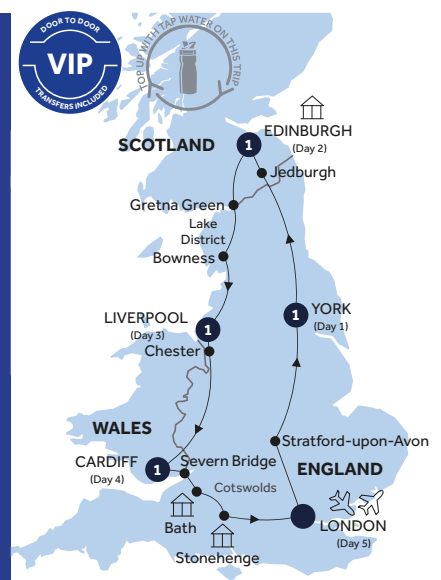 DOOR TO DOOR
VIP
TRANSFERS INCLUDED
TOP UP WITH TAP WATER ON THIS TRIP
EDINBURGH
(Day 2)
SCOTLAND
1
Jedburgh
Gretna Green
Lake
District
Bowness
LIVERPOOL
(Day 3)
1
1
YORK
(Day 1)
Chester
WALES
Stratford-upon-Avon
CARDIFF
(Day 4)
1
Severn Bridge
ENGLAND
Cotswolds
Bath
Stonehenge
LONDON
(Day 5)